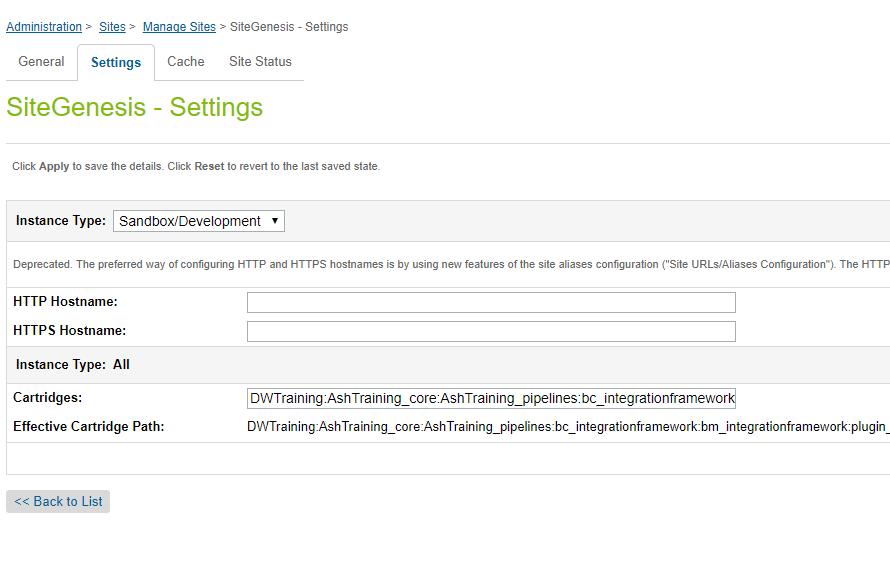 Administration > Sites > Manage Sites > SiteGenesis - Settings
General Settings Cache Site Status
SiteGenesis - Settings
Click Apply to save the details. Click Reset to revert to the last saved state.
Instance Type: Sandbox/Development
Deprecated. The preferred way of configuring HTTP and HTTPS hostnames is by using new features of the site aliases configuration ("Site URLs/Aliases Configuration"). The HTTP
HTTP Hostname:
HTTPS Hostname:
Instance Type: All
Cartridges: DWTraining:AshTraining_core:AshTraining_pipelines:bc_integrationframework
Effective Cartridge Path: DWTraining:AshTraining_core:AshTraining_pipelines:bc_integrationframework:bm_integrationframework:plugin_
<< Back to List